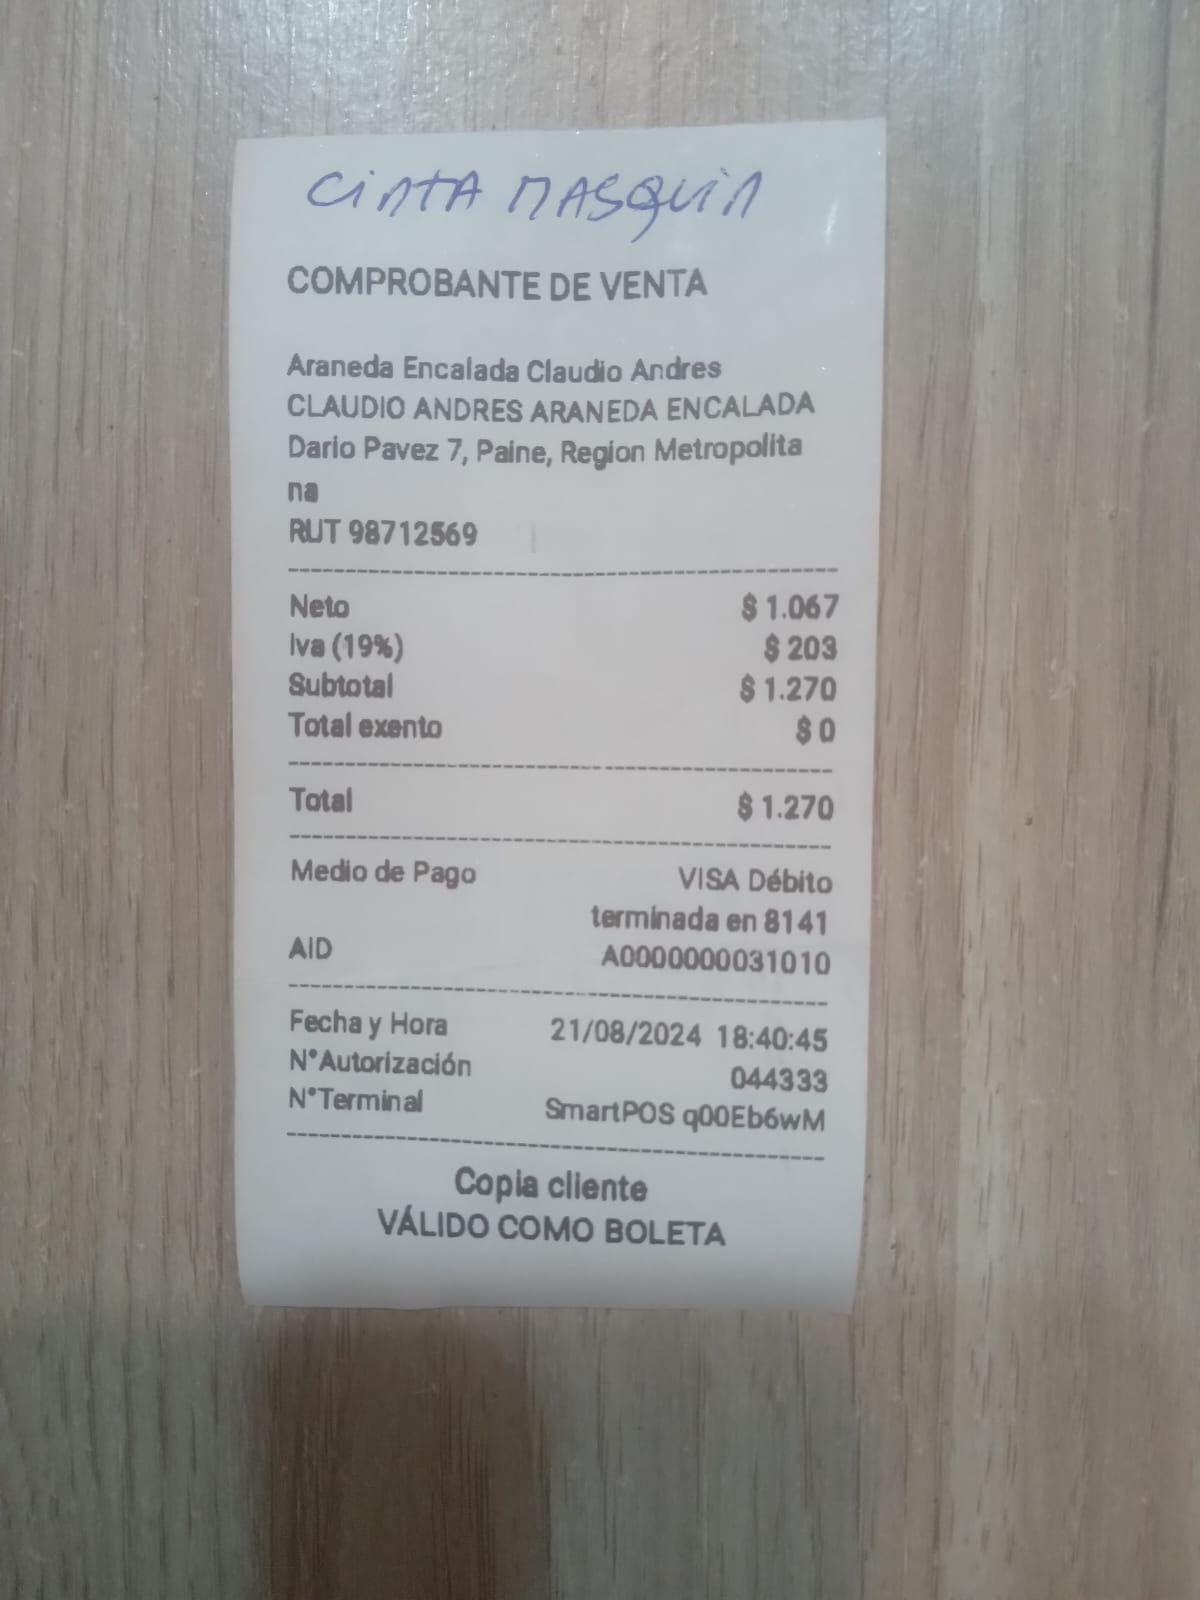 CINTA MASQUIN
COMPROBANTE DE VENTA
Araneda Encalada Claudio Andres
CLAUDIO ANDRES ARANEDA ENCALADA
Dario Pavez 7, Paine, Region Metropolita
na
RUT 98712569
Neto $ 1.067
Iva (19%) $ 203
Subtotal $ 1.270
Total exento $ 0
Total $ 1.270
Medio de Pago VISA Débito
terminada en 8141
AID A0000000031010
Fecha y Hora 21/08/2024 18:40:45
N°Autorización 044333
N°Terminal SmartPOS q00Eb6wM
Copia cliente
VÁLIDO COMO BOLETA